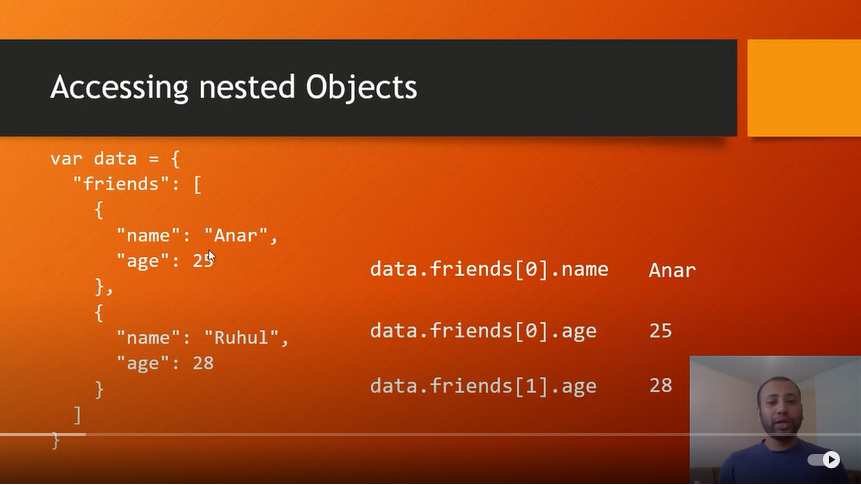 Accessing nested Objects
var data = {
"friends": [
{
"name": "Anar",
"age": 25
},
{
"name": "Ruhul",
"age": 28
}
]
}
data.friends[0].name Anar
data.friends[0].age 25
data.friends[1].age 28